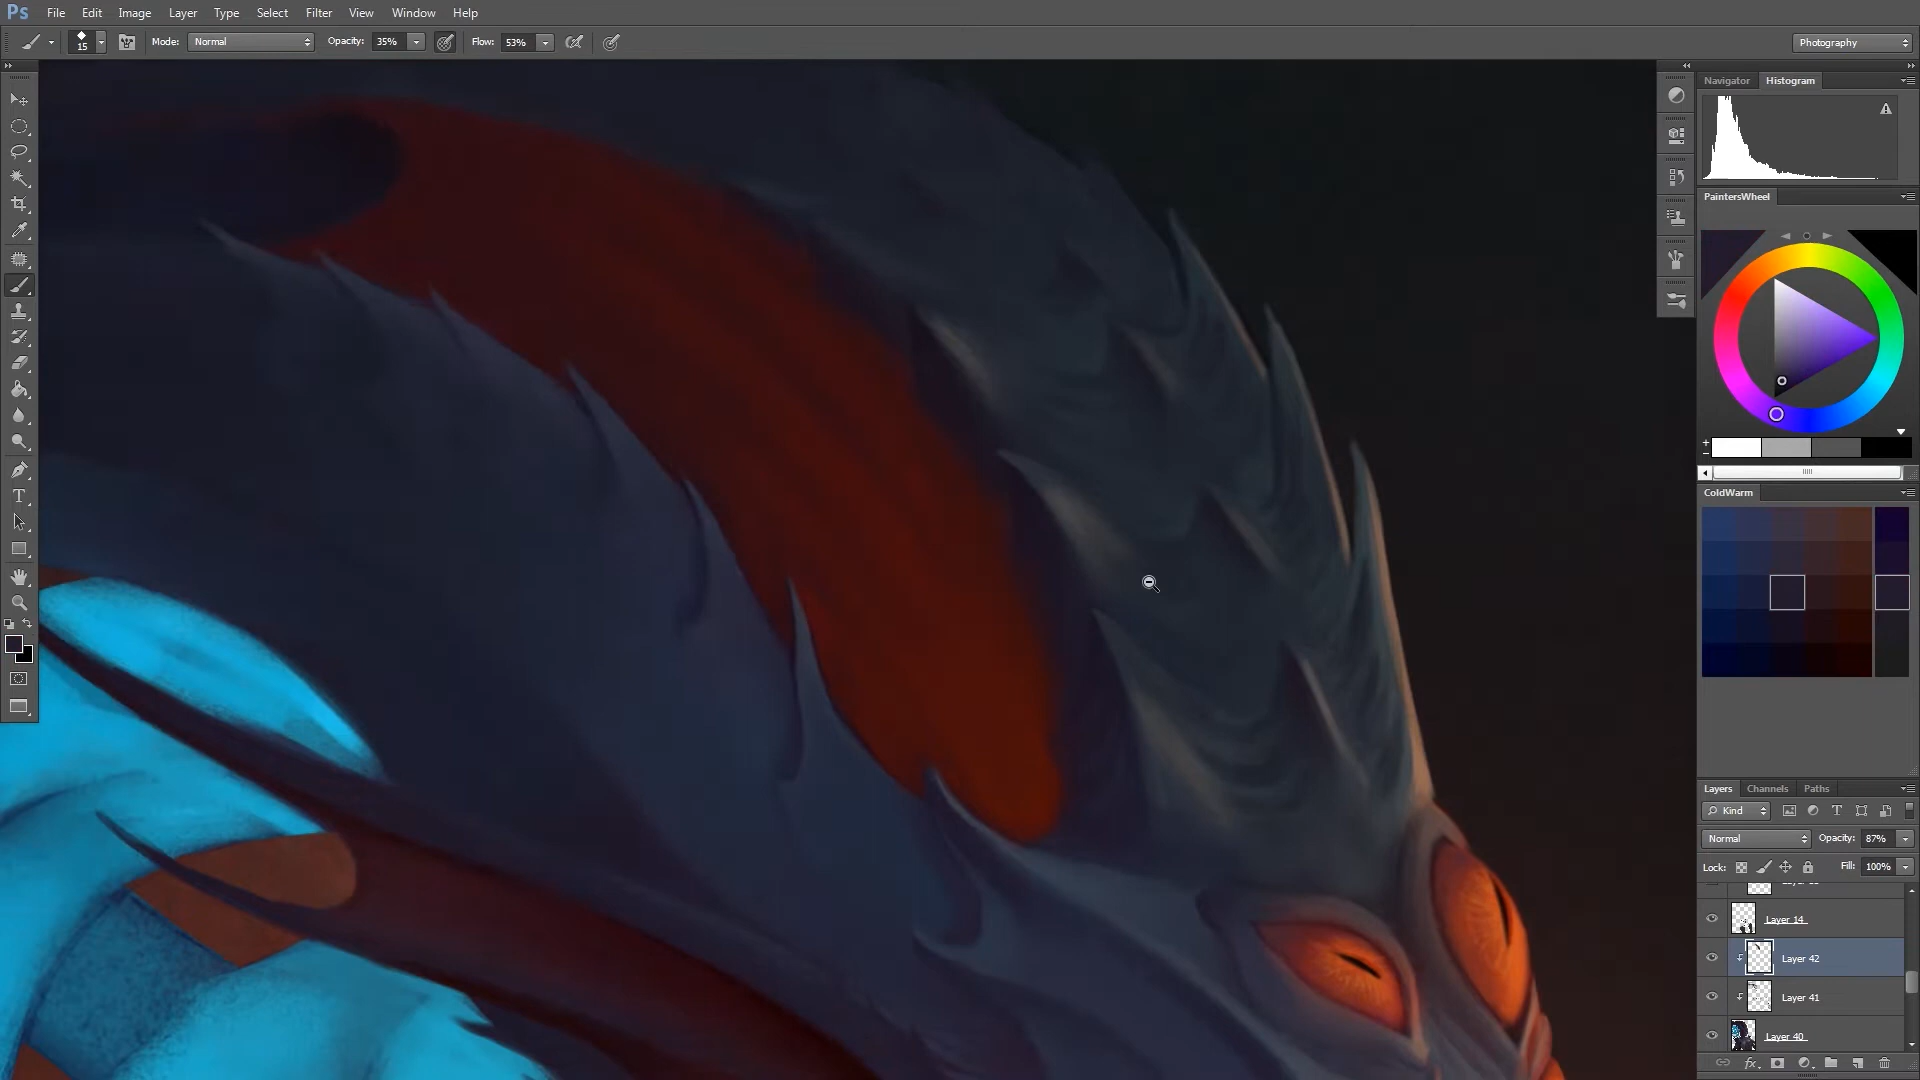 Ps File Edit Image Layer Type Select Filter View Window Help
15 Mode: Normal Opacity: 35% Flow: 53% Photography
Navigator Histogram
PaintersWheel
ColdWarm
Layers Channels Paths
Kind
Normal Opacity: 87%
Lock: Fill: 100%
Layer 14
Layer 42
Layer 41
Layer 40